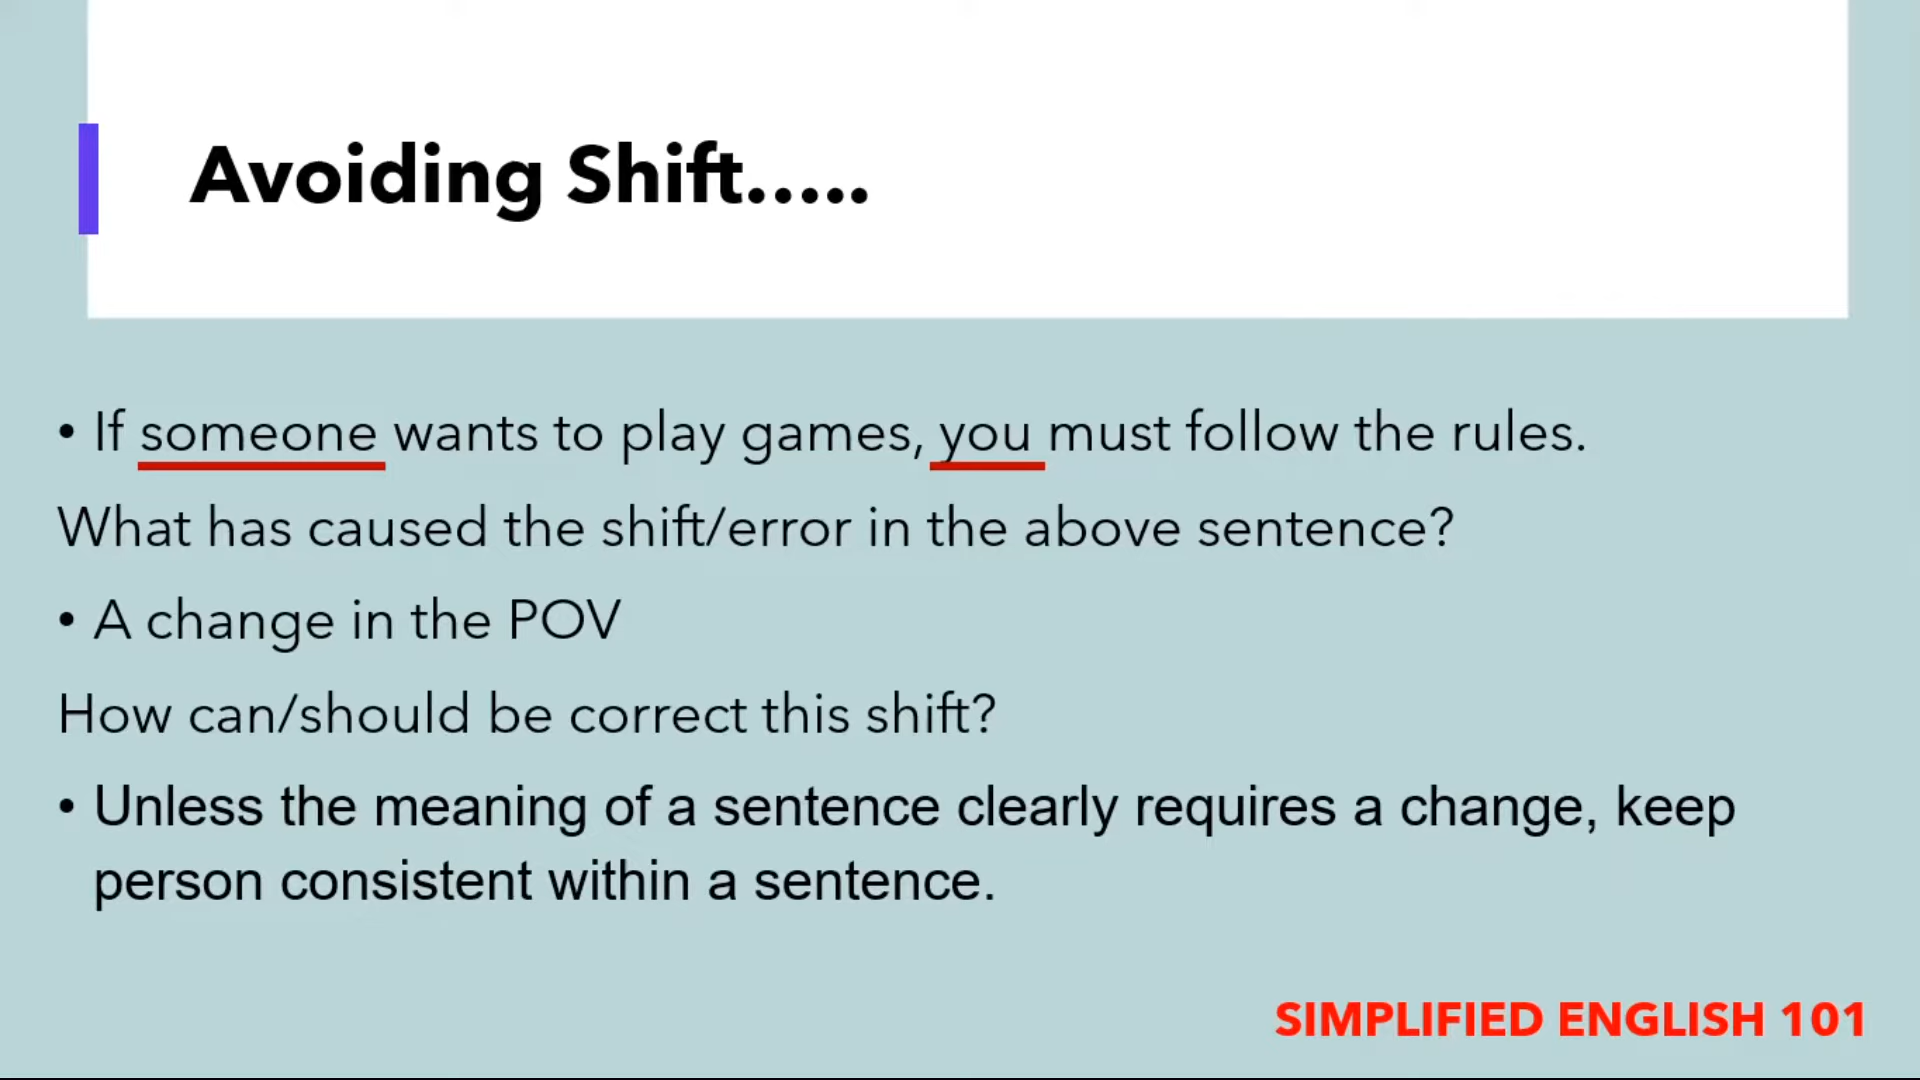 Avoiding Shift.....
• If someone wants to play games, you must follow the rules.
What has caused the shift/error in the above sentence?
• A change in the POV
How can/should be correct this shift?
• Unless the meaning of a sentence clearly requires a change, keep
person consistent within a sentence.
SIMPLIFIED ENGLISH 101